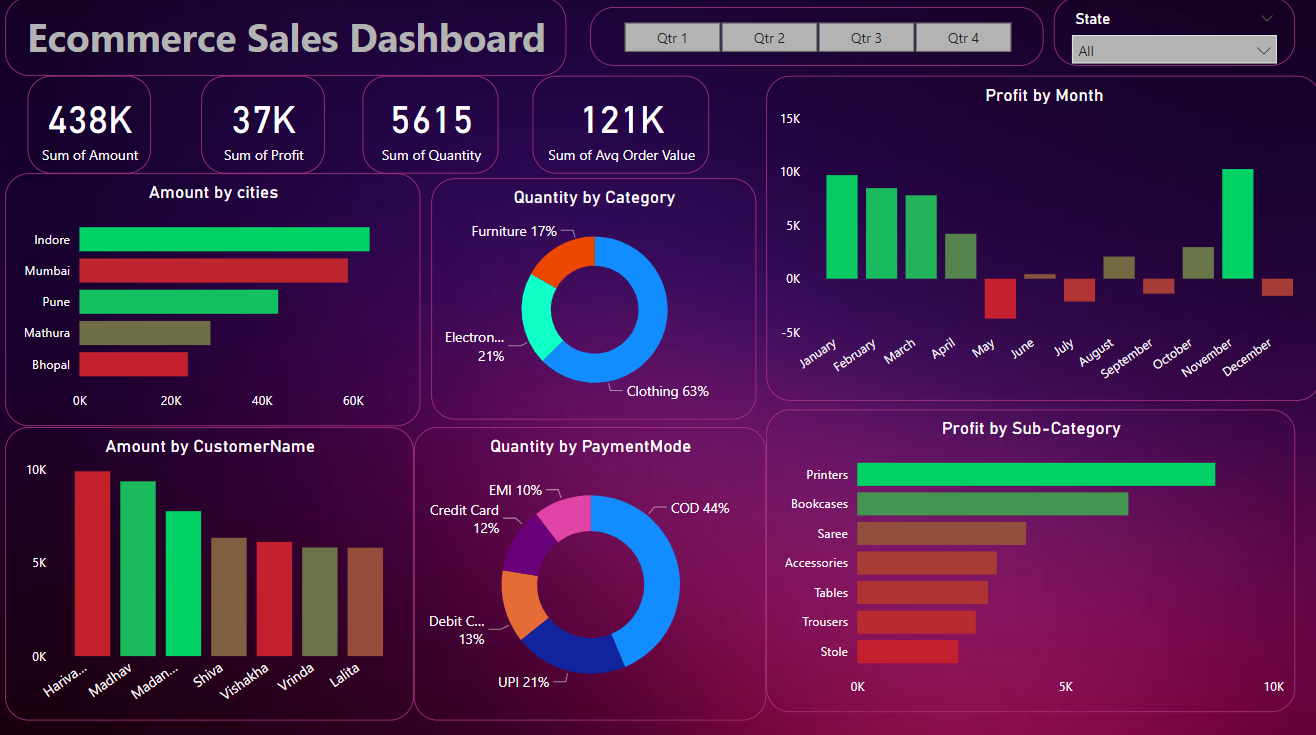 Ecommerce Sales Dashboard
Qtr 1 Qtr 2 Qtr 3 Qtr 4
State
All
438K
Sum of Amount
37K
Sum of Profit
5615
Sum of Quantity
121K
Sum of Avg Order Value
Profit by Month
15K
10K
5K
0K
-5K
January February March April May June July August September October November December
Amount by cities
Indore
Mumbai
Pune
Mathura
Bhopal
0K 20K 40K 60K
Quantity by Category
Furniture 17%
Electron...
21%
Clothing 63%
Amount by CustomerName
10K
5K
0K
Hariva... Madhav Madan... Shiva Vishakha Vrinda Lalita
Quantity by PaymentMode
EMI 10%
COD 44%
Credit Card
12%
Debit C...
13%
UPI 21%
Profit by Sub-Category
Printers
Bookcases
Saree
Accessories
Tables
Trousers
Stole
0K 5K 10K